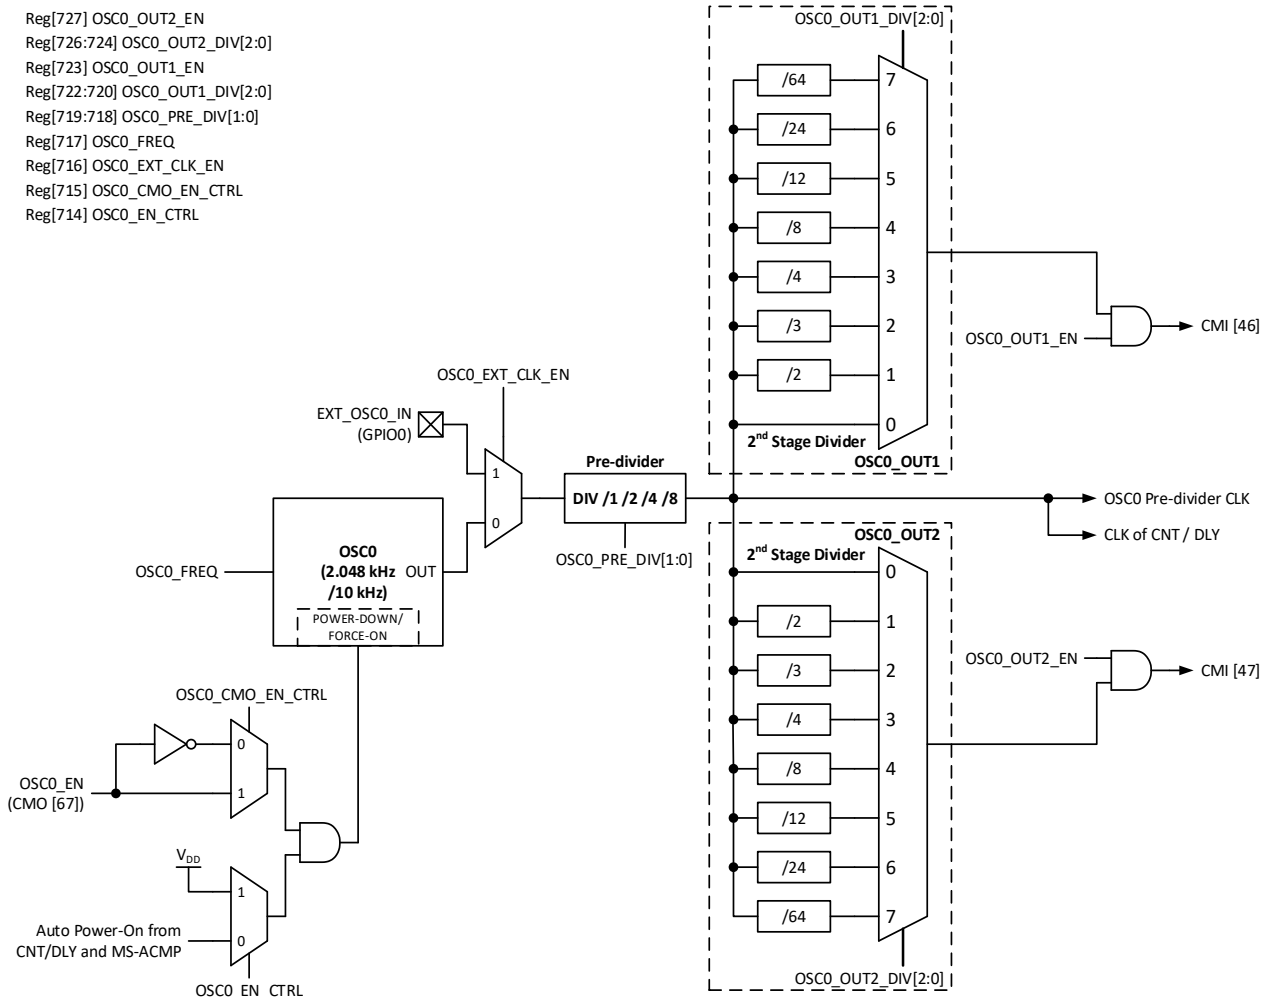 Reg[727] OSC0_OUT2_EN
Reg[726:724] OSC0_OUT2_DIV[2:0]
Reg[723] OSC0_OUT1_EN
Reg[722:720] OSC0_OUT1_DIV[2:0]
Reg[719:718] OSC0_PRE_DIV[1:0]
Reg[717] OSC0_FREQ
Reg[716] OSC0_EXT_CLK_EN
Reg[715] OSC0_CMO_EN_CTRL
Reg[714] OSC0_EN_CTRL
OSC0_OUT1_DIV[2:0]
/64 7
/24 6
/12 5
/8 4
/4 3
/3 2
/2 1
0
2nd Stage Divider
OSC0_OUT1
OSC0_OUT1_EN
CMI [46]
OSC0_EXT_CLK_EN
EXT_OSC0_IN
(GPIO0)
1
0
Pre-divider
DIV /1 /2 /4 /8
OSC0_PRE_DIV[1:0]
OSC0 Pre-divider CLK
CLK of CNT / DLY
OSC0_FREQ
OSC0
(2.048 kHz
/10 kHz)
OUT
POWER-DOWN/
FORCE-ON
OSC0_OUT2
2nd Stage Divider
0
/2 1
/3 2
/4 3
/8 4
/12 5
/24 6
/64 7
OSC0_OUT2_DIV[2:0]
OSC0_OUT2_EN
CMI [47]
OSC0_CMO_EN_CTRL
0
1
OSC0_EN
(CMO [67])
VDD
1
0
Auto Power-On from
CNT/DLY and MS-ACMP
OSC0_EN_CTRL